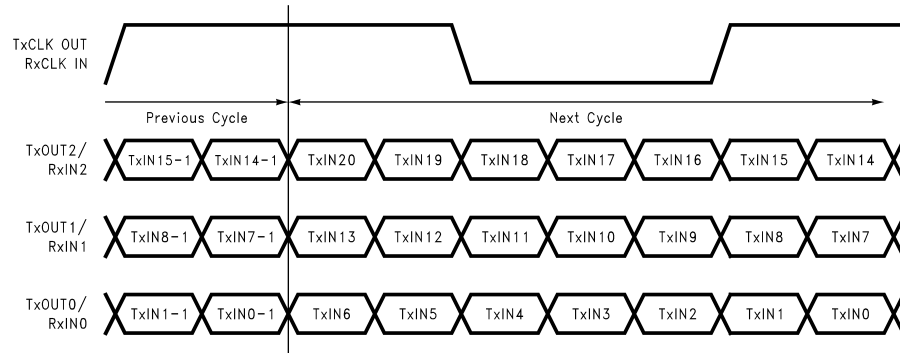 TxCLK OUT
RxCLK IN
Previous Cycle
Next Cycle
TxOUT2/
RxIN2
TxIN15-1 TxIN14-1 TxIN20 TxIN19 TxIN18 TxIN17 TxIN16 TxIN15 TxIN14
TxOUT1/
RxIN1
TxIN8-1 TxIN7-1 TxIN13 TxIN12 TxIN11 TxIN10 TxIN9 TxIN8 TxIN7
TxOUT0/
RxIN0
TxIN1-1 TxIN0-1 TxIN6 TxIN5 TxIN4 TxIN3 TxIN2 TxIN1 TxIN0